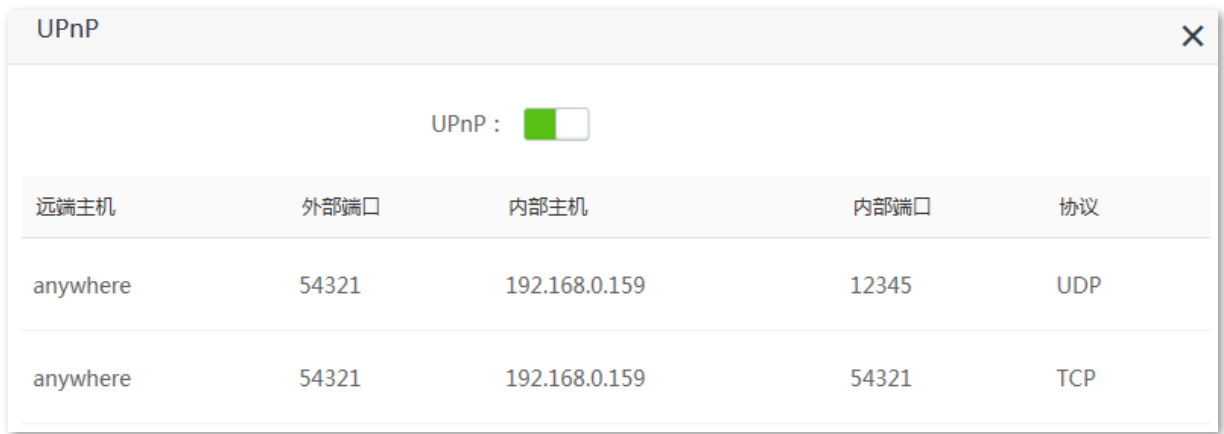 UPnP
UPnP：
远端主机 外部端口 内部主机 内部端口 协议
anywhere 54321 192.168.0.159 12345 UDP
anywhere 54321 192.168.0.159 54321 TCP